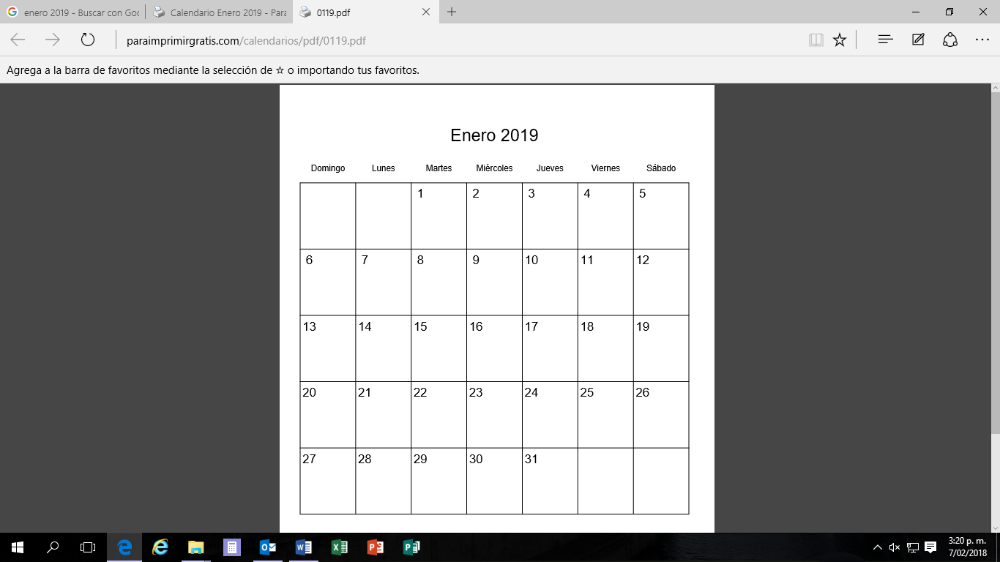 enero 2019 - Buscar con Goo
Calendario Enero 2019 - Para
0119.pdf
paraimprimirgratis.com/calendarios/pdf/0119.pdf
Agrega a la barra de favoritos mediante la selección de ☆ o importando tus favoritos.
Enero 2019
Domingo Lunes Martes Miércoles Jueves Viernes Sábado
1 2 3 4 5
6 7 8 9 10 11 12
13 14 15 16 17 18 19
20 21 22 23 24 25 26
27 28 29 30 31
3:20 p. m.
7/02/2018